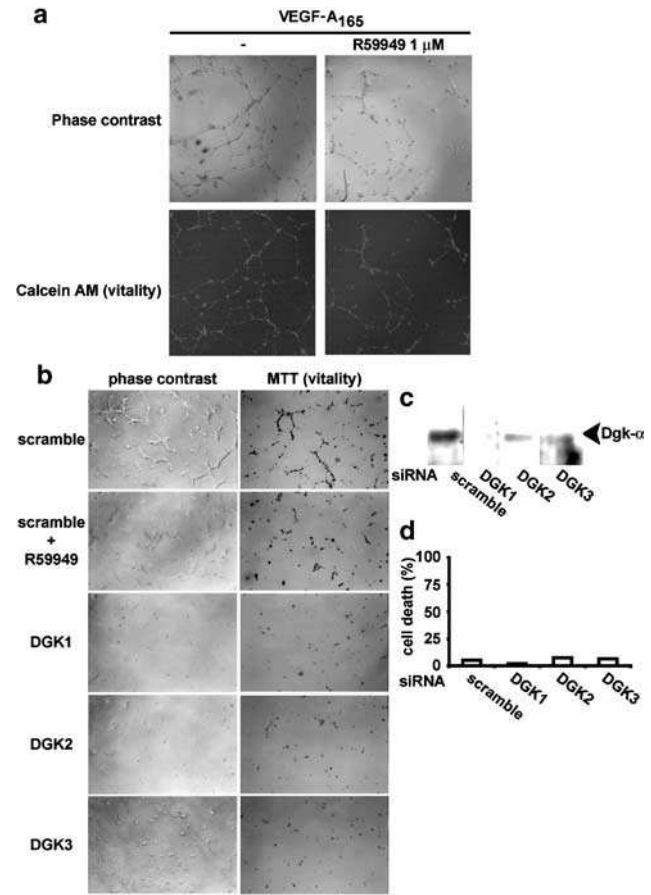 a
VEGF-A165
- R59949 1 µM
Phase contrast
Calcein AM (vitality)
b
phase contrast MTT (vitality)
scramble
scramble
+
R59949
DGK1
DGK2
DGK3
c
Dgk-α
siRNA scramble DGK1 DGK2 DGK3
d
cell death (%)
100
75
50
25
0
siRNA scramble DGK1 DGK2 DGK3